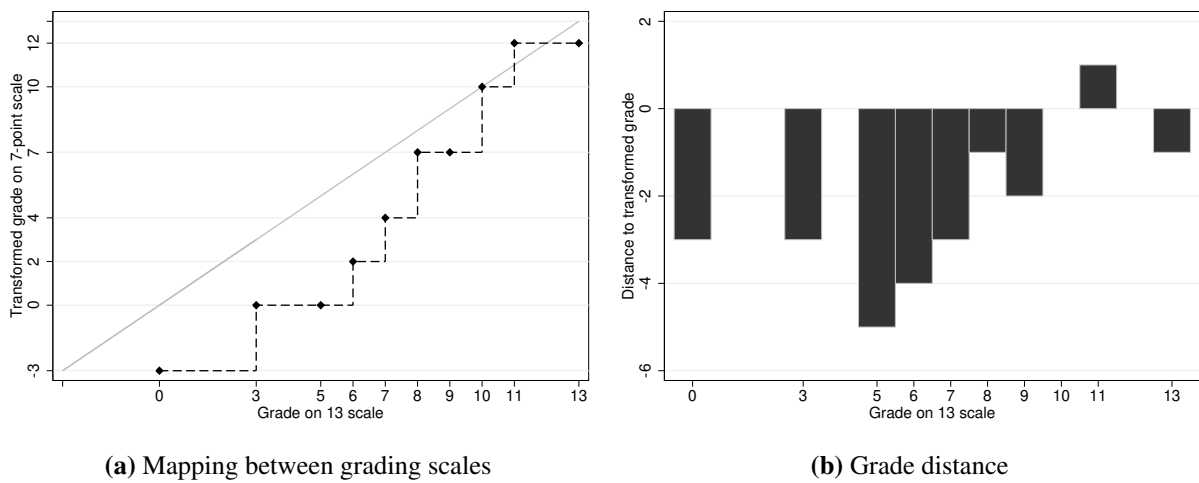 Transformed grade on 7-point scale
12
10
7
4
2
0
-3
0 3 5 6 7 8 9 10 11 13
Grade on 13 scale
(a) Mapping between grading scales
Distance to transformed grade
2
0
-2
-4
-6
0 3 5 6 7 8 9 10 11 13
Grade on 13 scale
(b) Grade distance